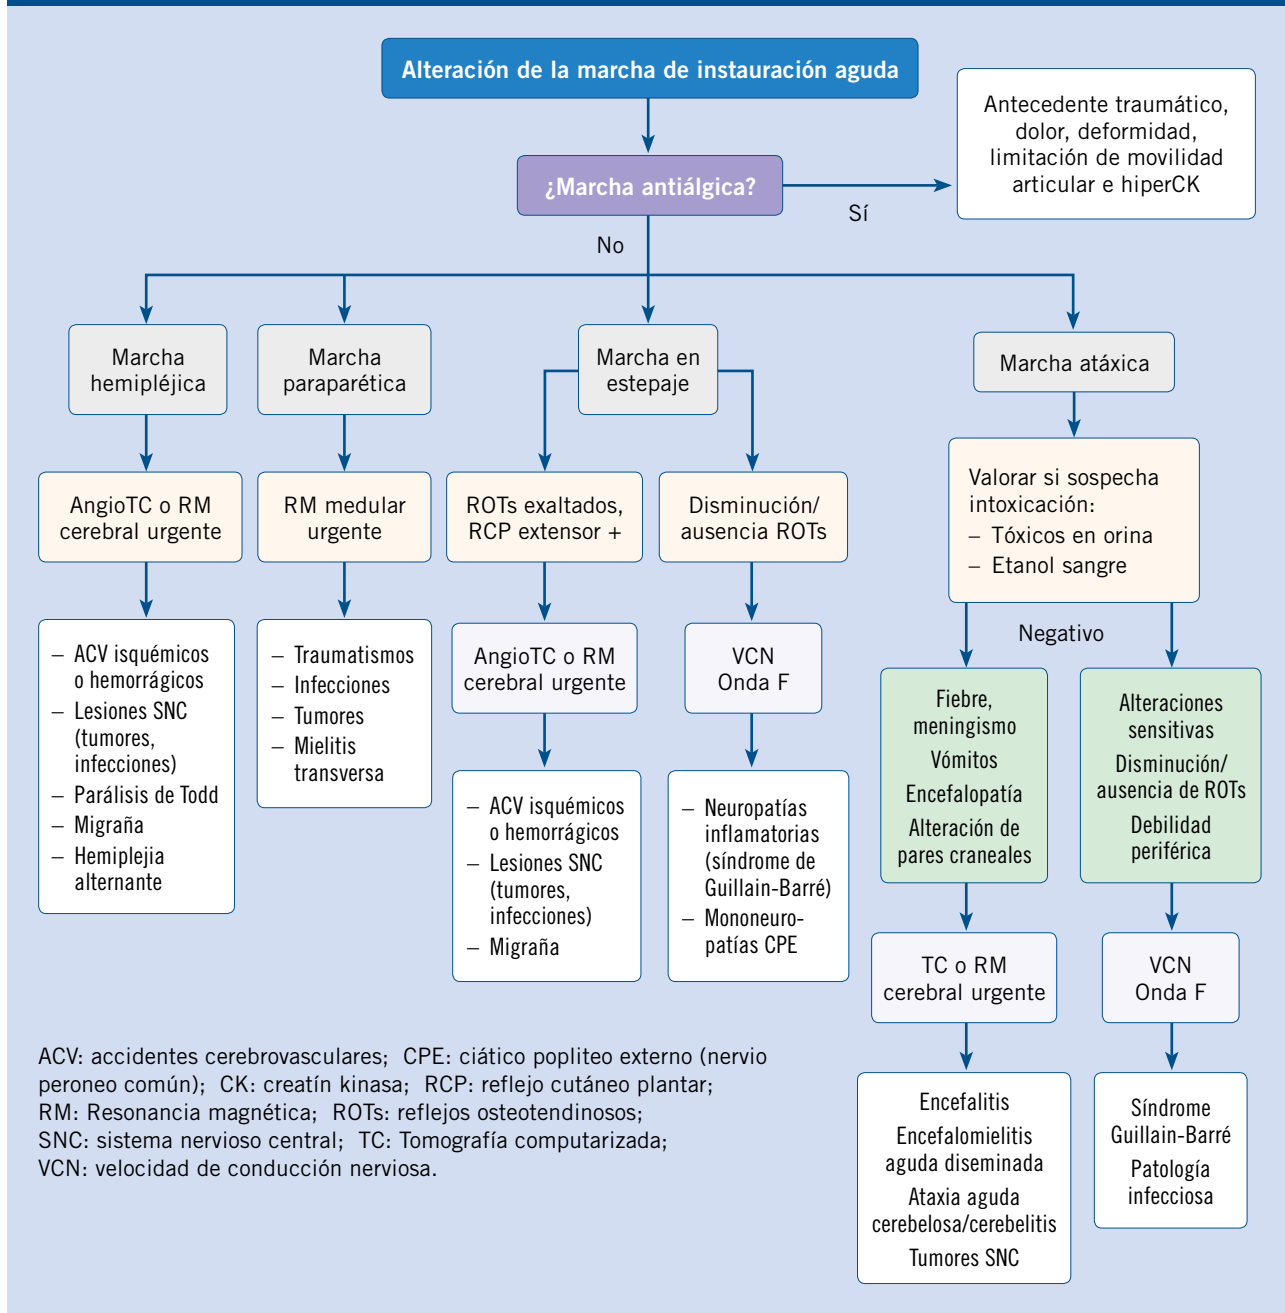 Alteración de la marcha de instauración aguda
Antecedente traumático,
dolor, deformidad,
limitación de movilidad
articular e hiperCK
¿Marcha antiálgica?
Sí
No
Marcha
hemipléjica
Marcha
paraparética
Marcha en
estepaje
Marcha atáxica
AngioTC o RM
cerebral urgente
RM medular
urgente
ROTs exaltados,
RCP extensor +
Disminución/
ausencia ROTs
Valorar si sospecha
intoxicación:
– Tóxicos en orina
– Etanol sangre
Negativo
– ACV isquémicos
o hemorrágicos
– Lesiones SNC
(tumores,
infecciones)
– Parálisis de Todd
– Migraña
– Hemiplejia
alternante
– Traumatismos
– Infecciones
– Tumores
– Mielitis
transversa
AngioTC o RM
cerebral urgente
VCN
Onda F
Fiebre,
meningismo
Vómitos
Encefalopatía
Alteración de
pares craneales
Alteraciones
sensitivas
Disminución/
ausencia de ROTs
Debilidad
periférica
– ACV isquémicos
o hemorrágicos
– Lesiones SNC
(tumores,
infecciones)
– Migraña
– Neuropatías
inflamatorias
(síndrome de
Guillain-Barré)
– Mononeuro-
patías CPE
TC o RM
cerebral urgente
VCN
Onda F
Encefalitis
Encefalomielitis
aguda diseminada
Ataxia aguda
cerebelosa/cerebelitis
Tumores SNC
Síndrome
Guillain-Barré
Patología
infecciosa
ACV: accidentes cerebrovasculares; CPE: ciático popliteo externo (nervio
peroneo común); CK: creatín kinasa; RCP: reflejo cutáneo plantar;
RM: Resonancia magnética; ROTs: reflejos osteotendinosos;
SNC: sistema nervioso central; TC: Tomografía computarizada;
VCN: velocidad de conducción nerviosa.